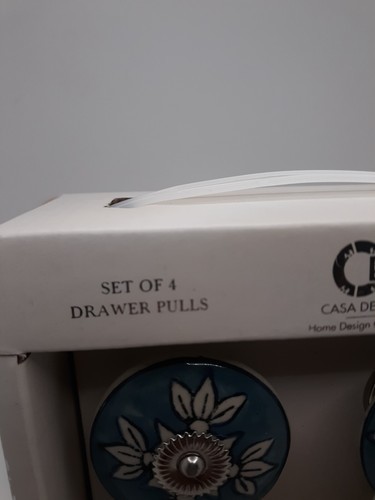 SET OF 4
DRAWER PULLS
CASA DE
Home Design